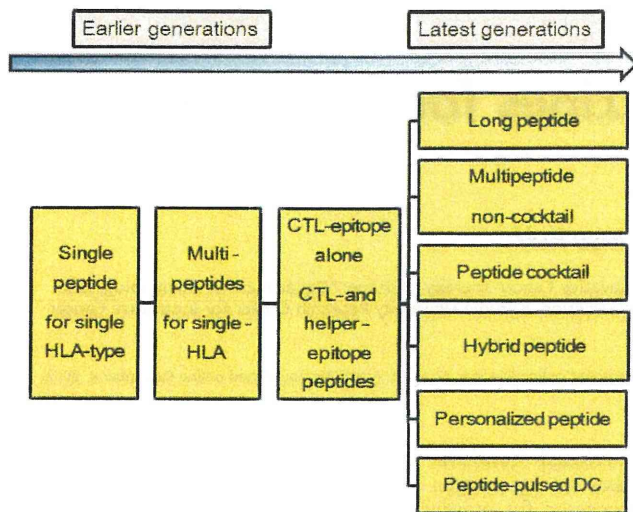 Earlier generations
Latest generations
Single
peptide
for single
HLA-type
Multi-
peptides
for single-
HLA
CTL-epitope
alone
CTL-and
helper-
epitope
peptides
Long peptide
Multipeptide
non-cocktail
Peptide cocktail
Hybrid peptide
Personalized peptide
Peptide-pulsed DC